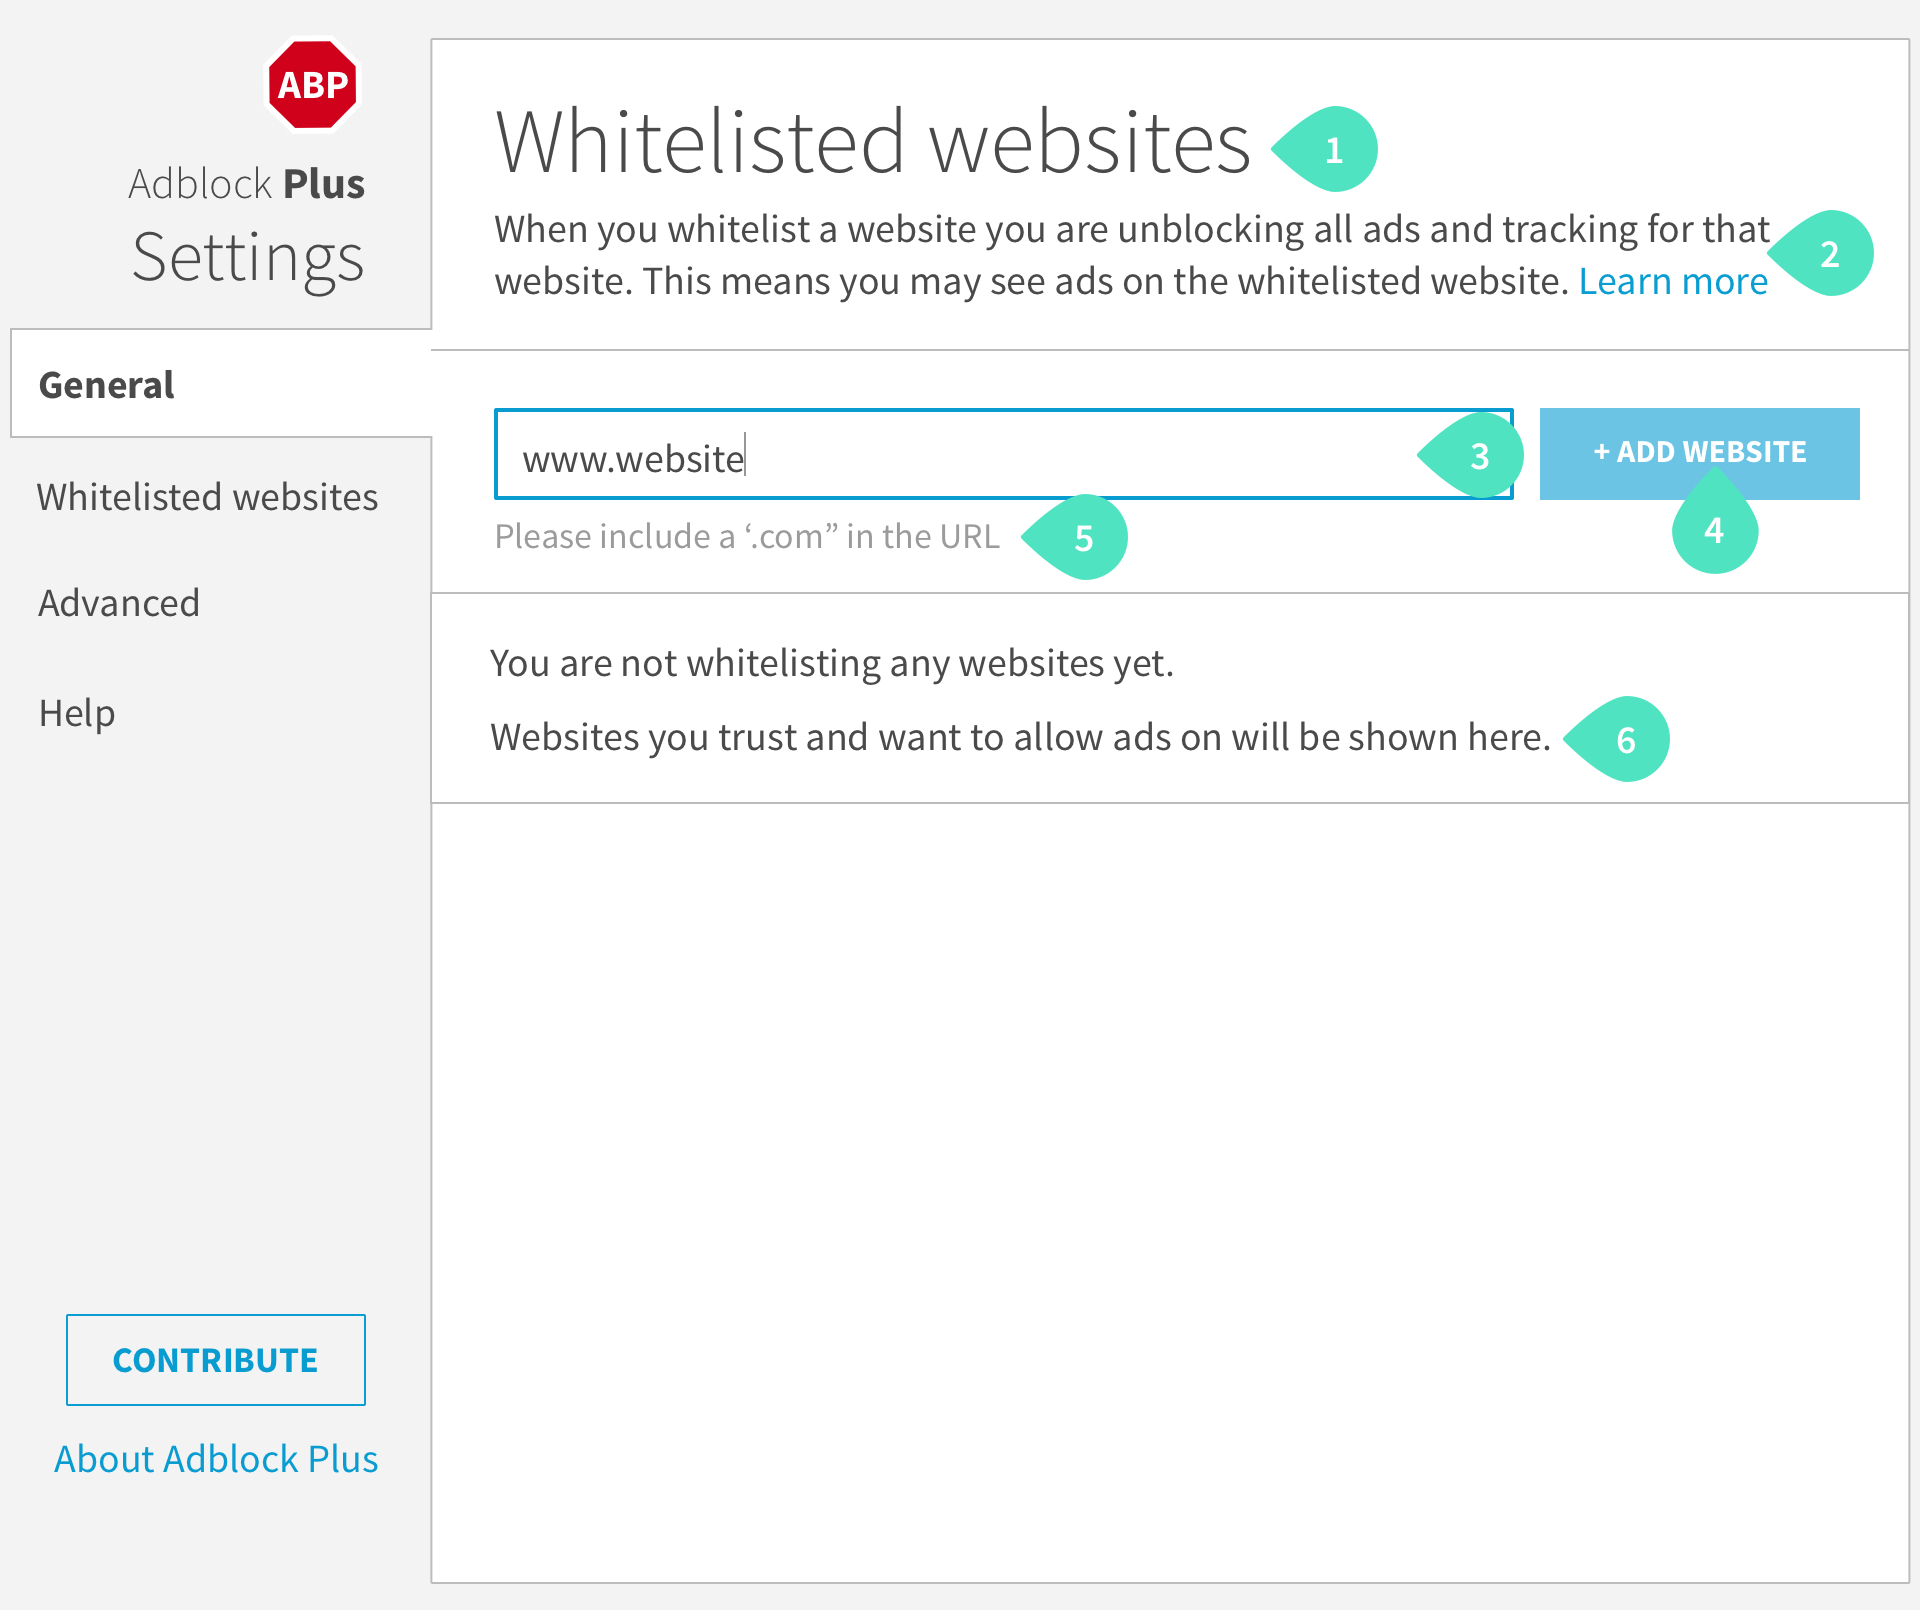 ABP
Adblock Plus
Settings
General
Whitelisted websites
Advanced
Help
CONTRIBUTE
About Adblock Plus
Whitelisted websites 1
When you whitelist a website you are unblocking all ads and tracking for that
website. This means you may see ads on the whitelisted website. Learn more 2
www.website 3
+ ADD WEBSITE
4
Please include a ‘.com” in the URL 5
You are not whitelisting any websites yet.
Websites you trust and want to allow ads on will be shown here. 6